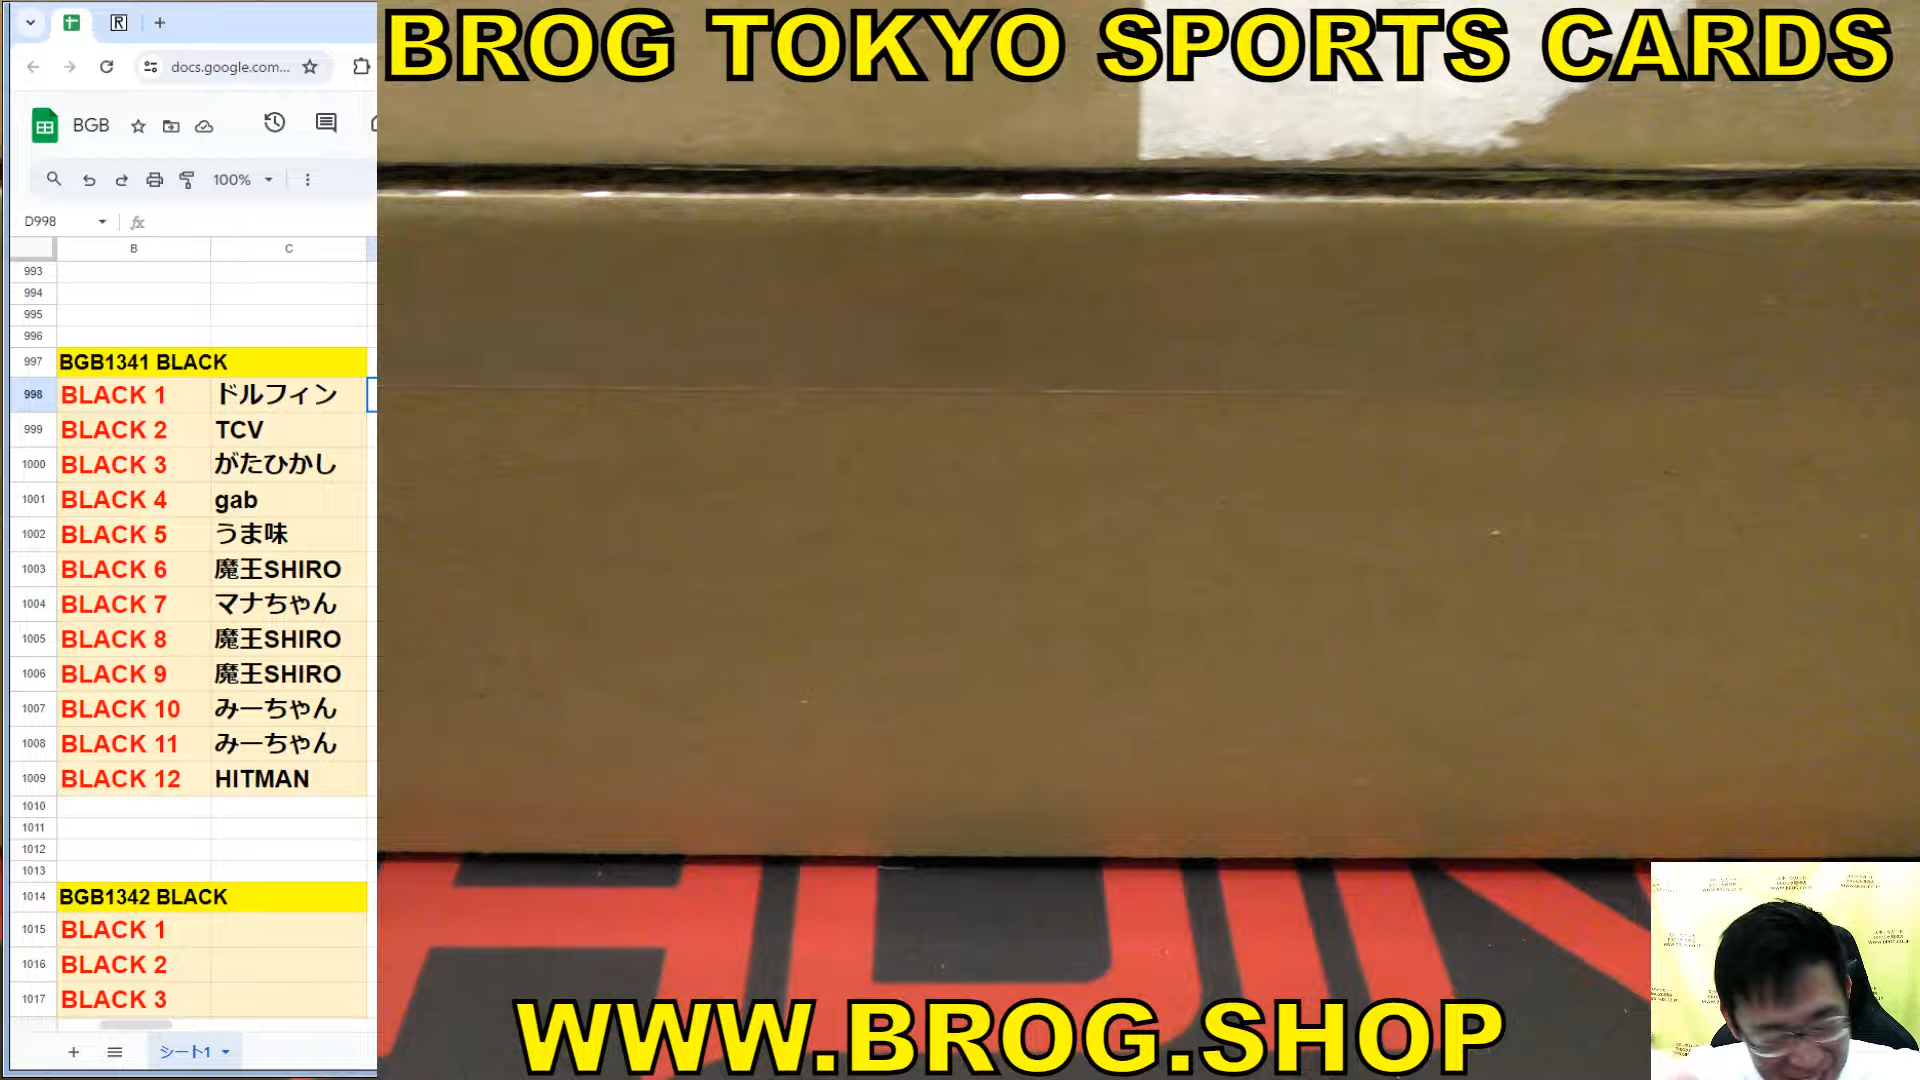 docs.google.com...
BGB
100%
D998
fx
B C
993
994
995
996
997 BGB1341 BLACK
998 BLACK 1 ドルフィン
999 BLACK 2 TCV
1000 BLACK 3 がたひかし
1001 BLACK 4 gab
1002 BLACK 5 うま味
1003 BLACK 6 魔王SHIRO
1004 BLACK 7 マナちゃん
1005 BLACK 8 魔王SHIRO
1006 BLACK 9 魔王SHIRO
1007 BLACK 10 みーちゃん
1008 BLACK 11 みーちゃん
1009 BLACK 12 HITMAN
1010
1011
1012
1013
1014 BGB1342 BLACK
1015 BLACK 1
1016 BLACK 2
1017 BLACK 3
シート1
BROG TOKYO SPORTS CARDS
WWW.BROG.SHOP